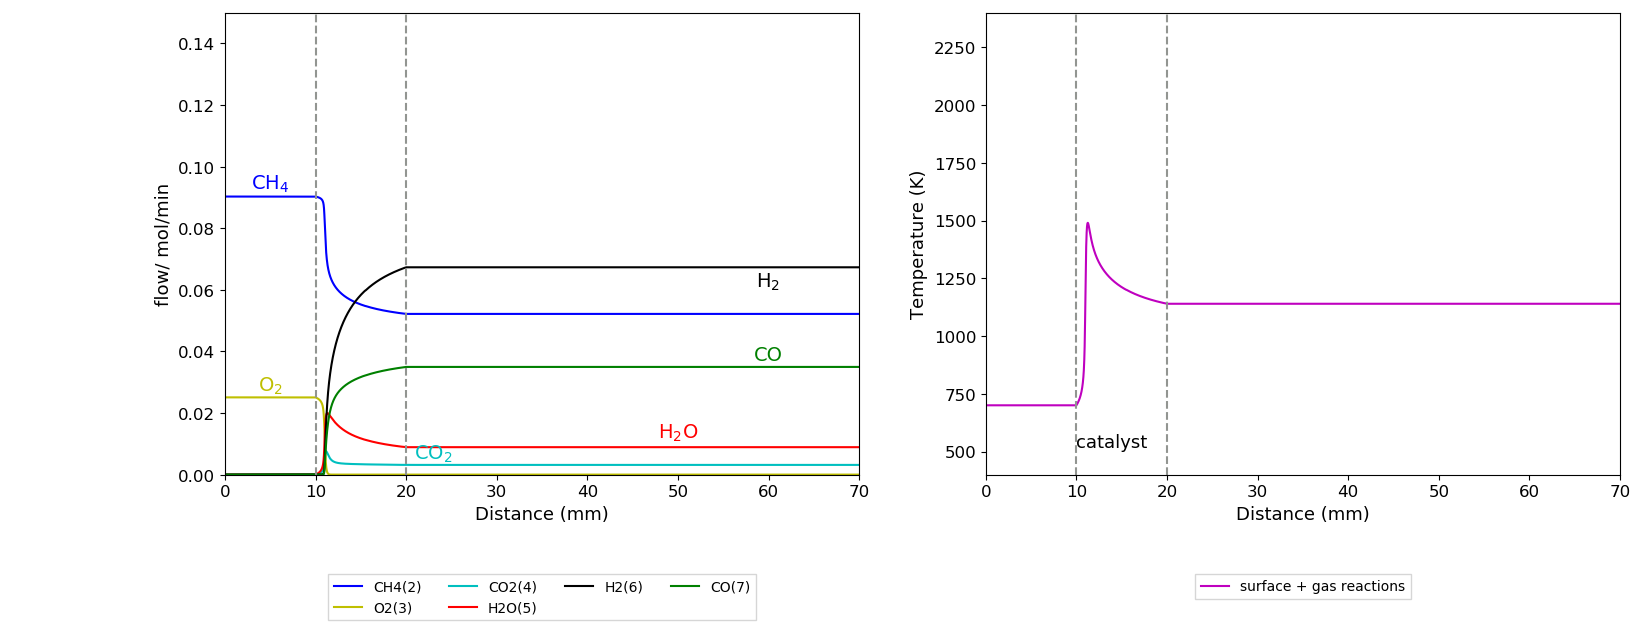 0.14
0.12
0.10
0.08
0.06
0.04
0.02
0.00
flow/ mol/min
CH₄
O₂
H₂
CO
H₂O
CO₂
0 10 20 30 40 50 60 70
Distance (mm)
CH4(2) CO2(4) H2(6) CO(7)
O2(3) H2O(5)
2250
2000
1750
1500
1250
1000
750
500
Temperature (K)
catalyst
0 10 20 30 40 50 60 70
Distance (mm)
surface + gas reactions